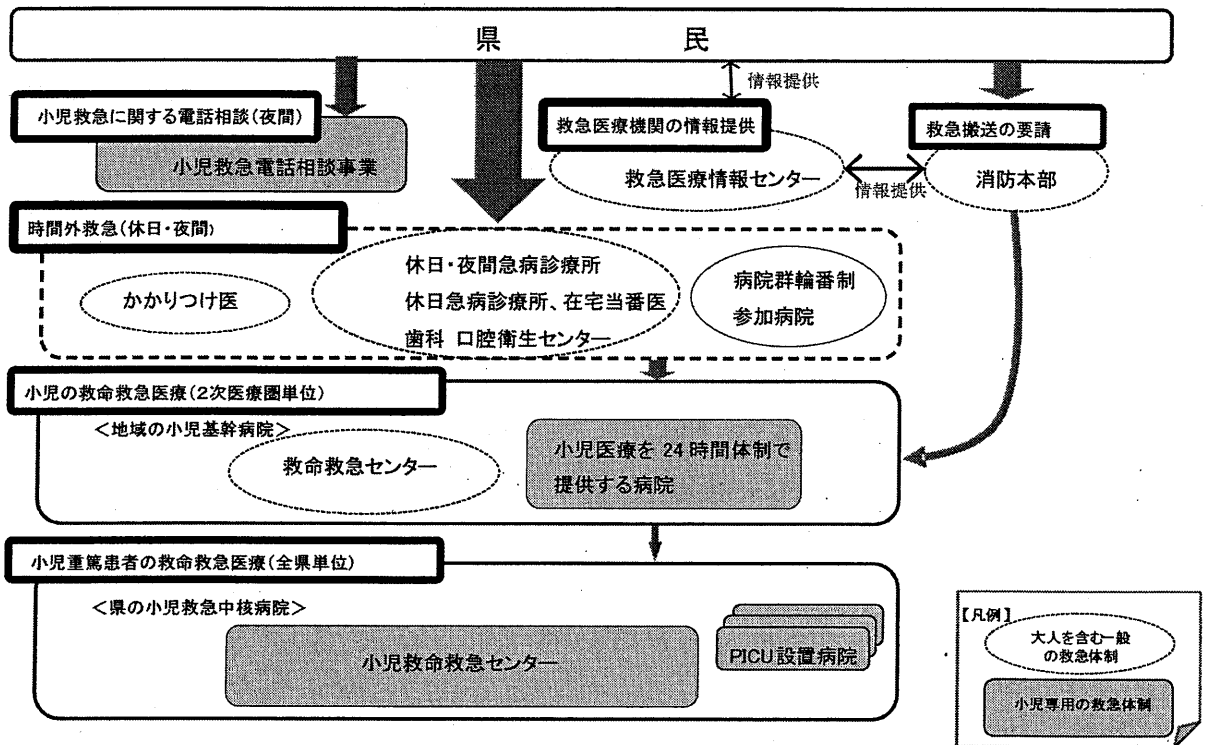 県 民
情報提供
小児救急に関する電話相談(夜間)
小児救急電話相談事業
救急医療機関の情報提供
救急医療情報センター
情報提供
救急搬送の要請
消防本部
時間外救急(休日・夜間)
かかりつけ医
休日・夜間急病診療所
休日急病診療所、在宅当番医
歯科 口腔衛生センター
病院群輪番制
参加病院
小児の救命救急医療(2次医療圏単位)
<地域の小児基幹病院>
救命救急センター
小児医療を 24 時間体制で
提供する病院
小児重篤患者の救命救急医療(全県単位)
<県の小児救急中核病院>
小児救命救急センター
PICU 設置病院
【凡例】
大人を含む一般
の救急体制
小児専用の救急体制